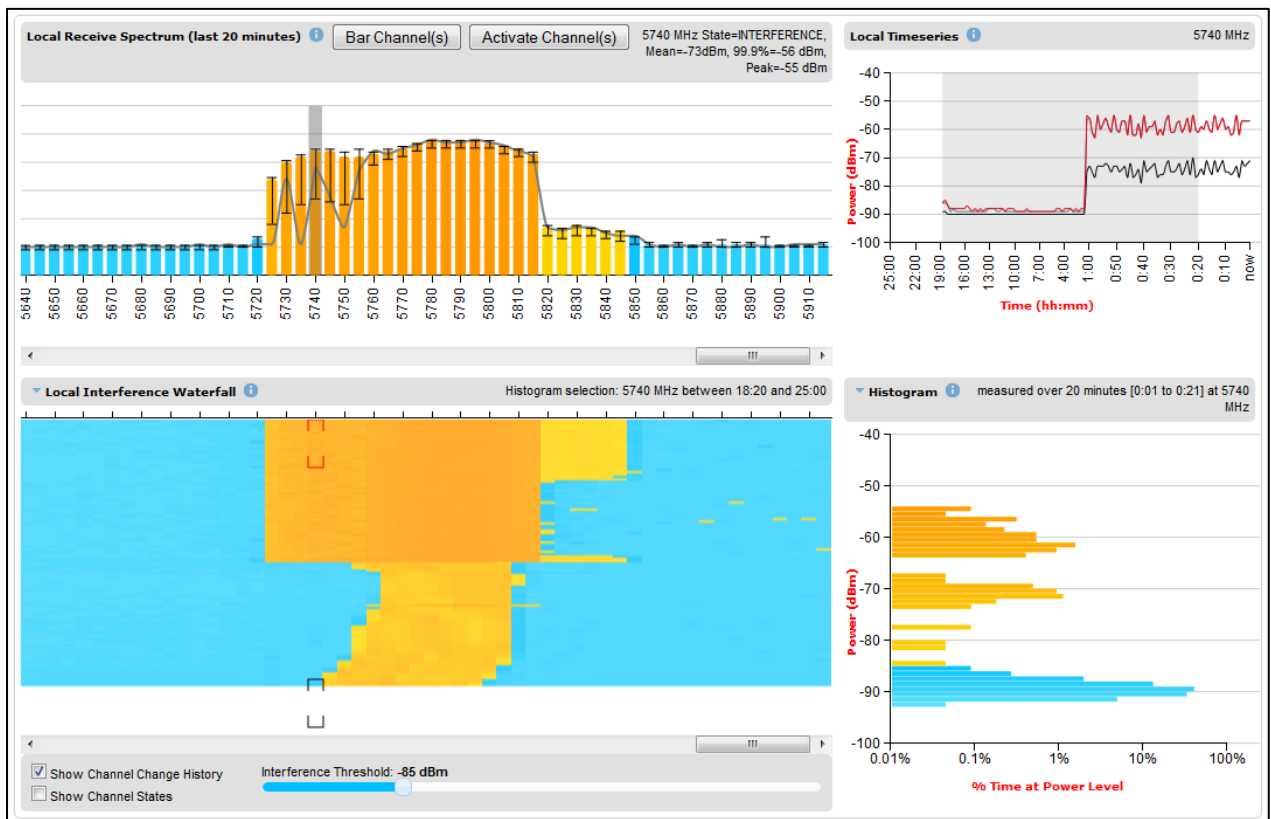 Local Receive Spectrum (last 20 minutes) i Bar Channel(s) Activate Channel(s) 5740 MHz State=INTERFERENCE,
Mean=-73dBm, 99.9%=-56 dBm,
Peak=-55 dBm
5640 5650 5660 5670 5680 5690 5700 5710 5720 5730 5740 5750 5760 5770 5780 5790 5800 5810 5820 5830 5840 5850 5860 5870 5880 5890 5900 5910
Local Timeseries i 5740 MHz
Power (dBm)
-40
-50
-60
-70
-80
-90
-100
25:00 22:00 19:00 16:00 13:00 10:00 7:00 4:00 1:00 0:50 0:40 0:30 0:20 0:10 now
Time (hh:mm)
Local Interference Waterfall i Histogram selection: 5740 MHz between 18:20 and 25:00
Show Channel Change History
Show Channel States
Interference Threshold: -85 dBm
Histogram i measured over 20 minutes [0:01 to 0:21] at 5740
MHz
Power (dBm)
-40
-50
-60
-70
-80
-90
-100
0.01% 0.1% 1% 10% 100%
% Time at Power Level